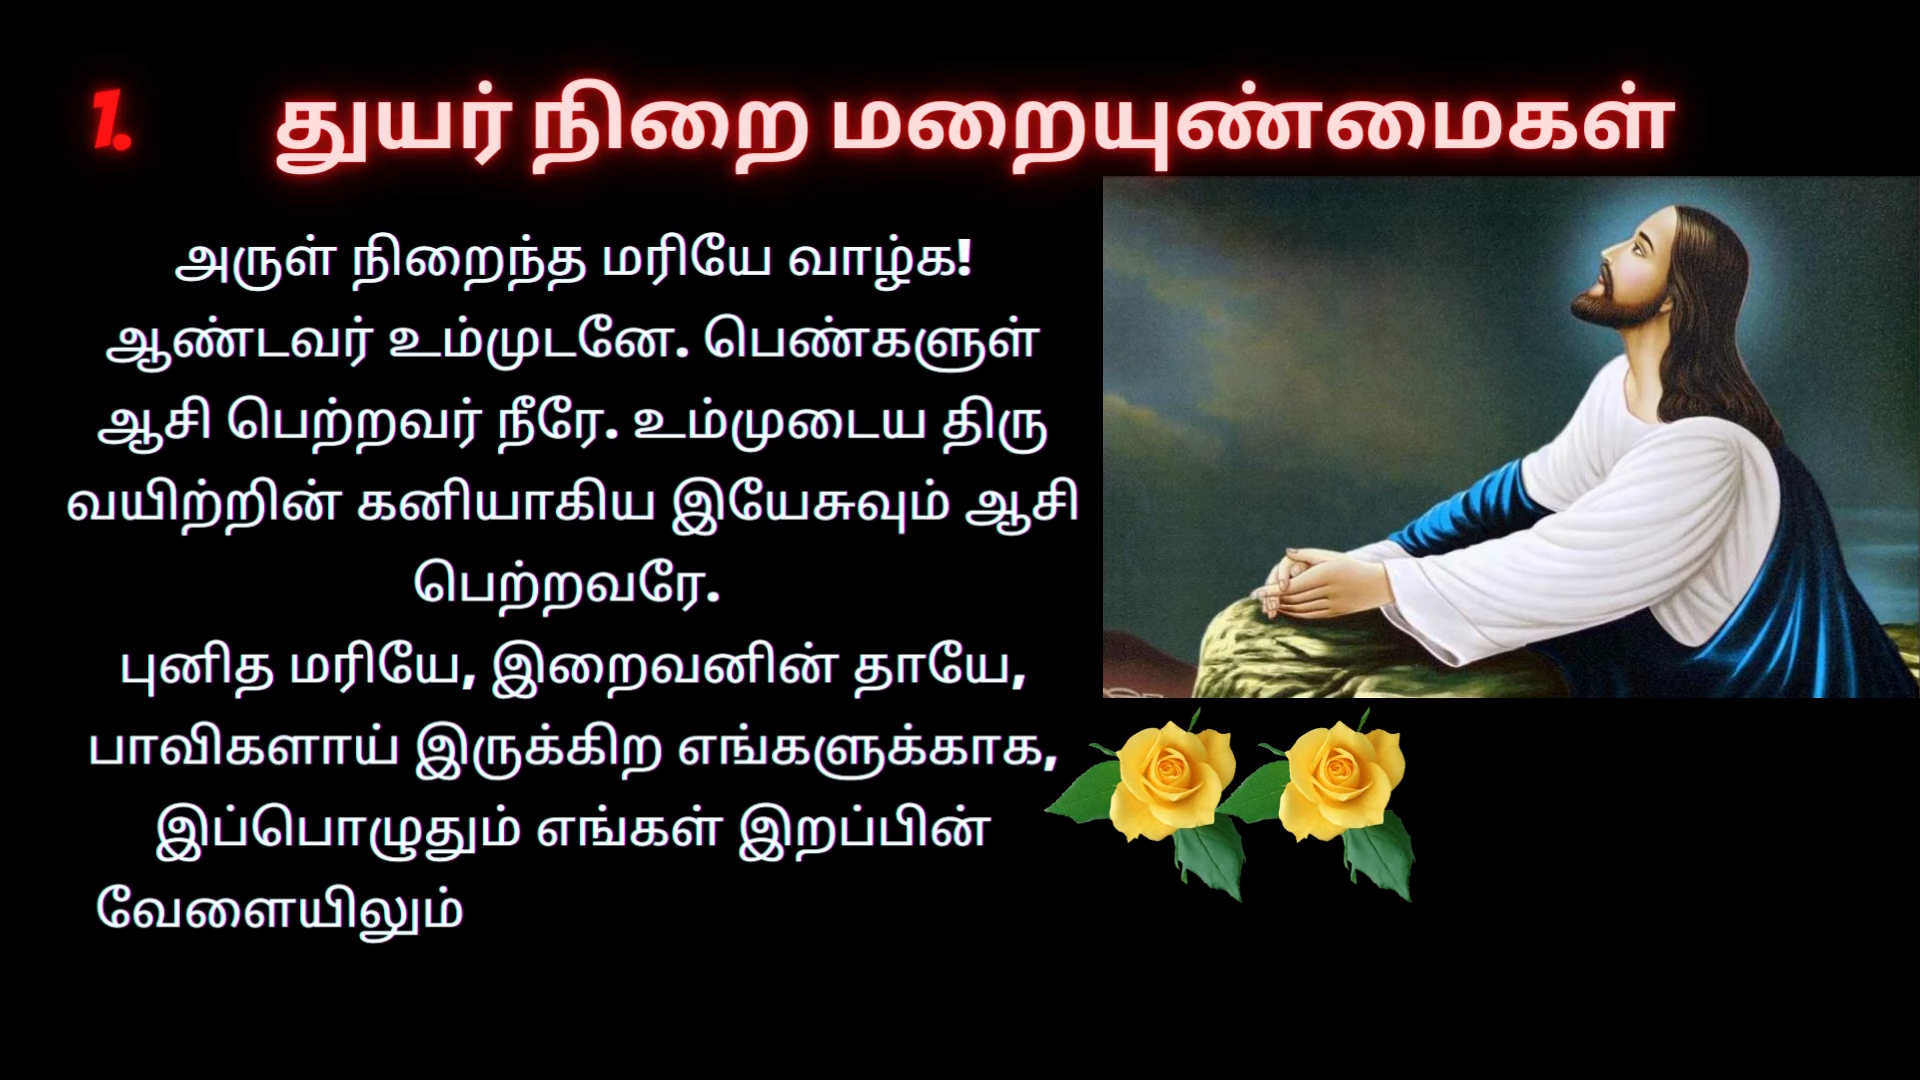 1. துயர் நிறை மறையுண்மைகள்
அருள் நிறைந்த மரியே வாழ்க!
ஆண்டவர் உம்முடனே. பெண்களுள்
ஆசி பெற்றவர் நீரே. உம்முடைய திரு
வயிற்றின் கனியாகிய இயேசுவும் ஆசி
பெற்றவரே.
புனித மரியே, இறைவனின் தாயே,
பாவிகளாய் இருக்கிற எங்களுக்காக,
இப்பொழுதும் எங்கள் இறப்பின்
வேளையிலும்